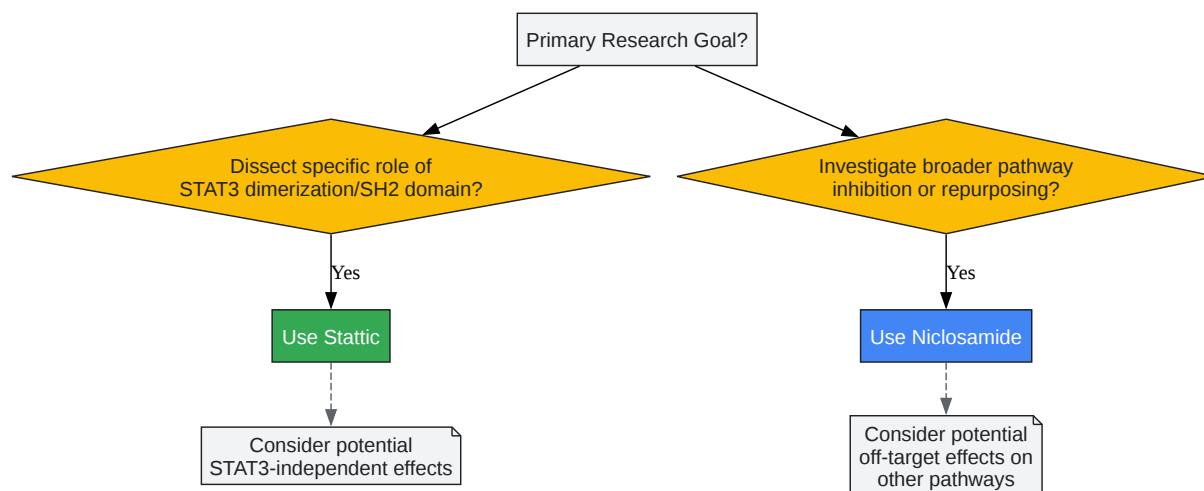 Primary Research Goal?
Dissect specific role of
STAT3 dimerization/SH2 domain?
Investigate broader pathway
inhibition or repurposing?
Yes
Yes
Use Stattic
Use Niclosamide
Consider potential
STAT3-independent effects
Consider potential
off-target effects on
other pathways